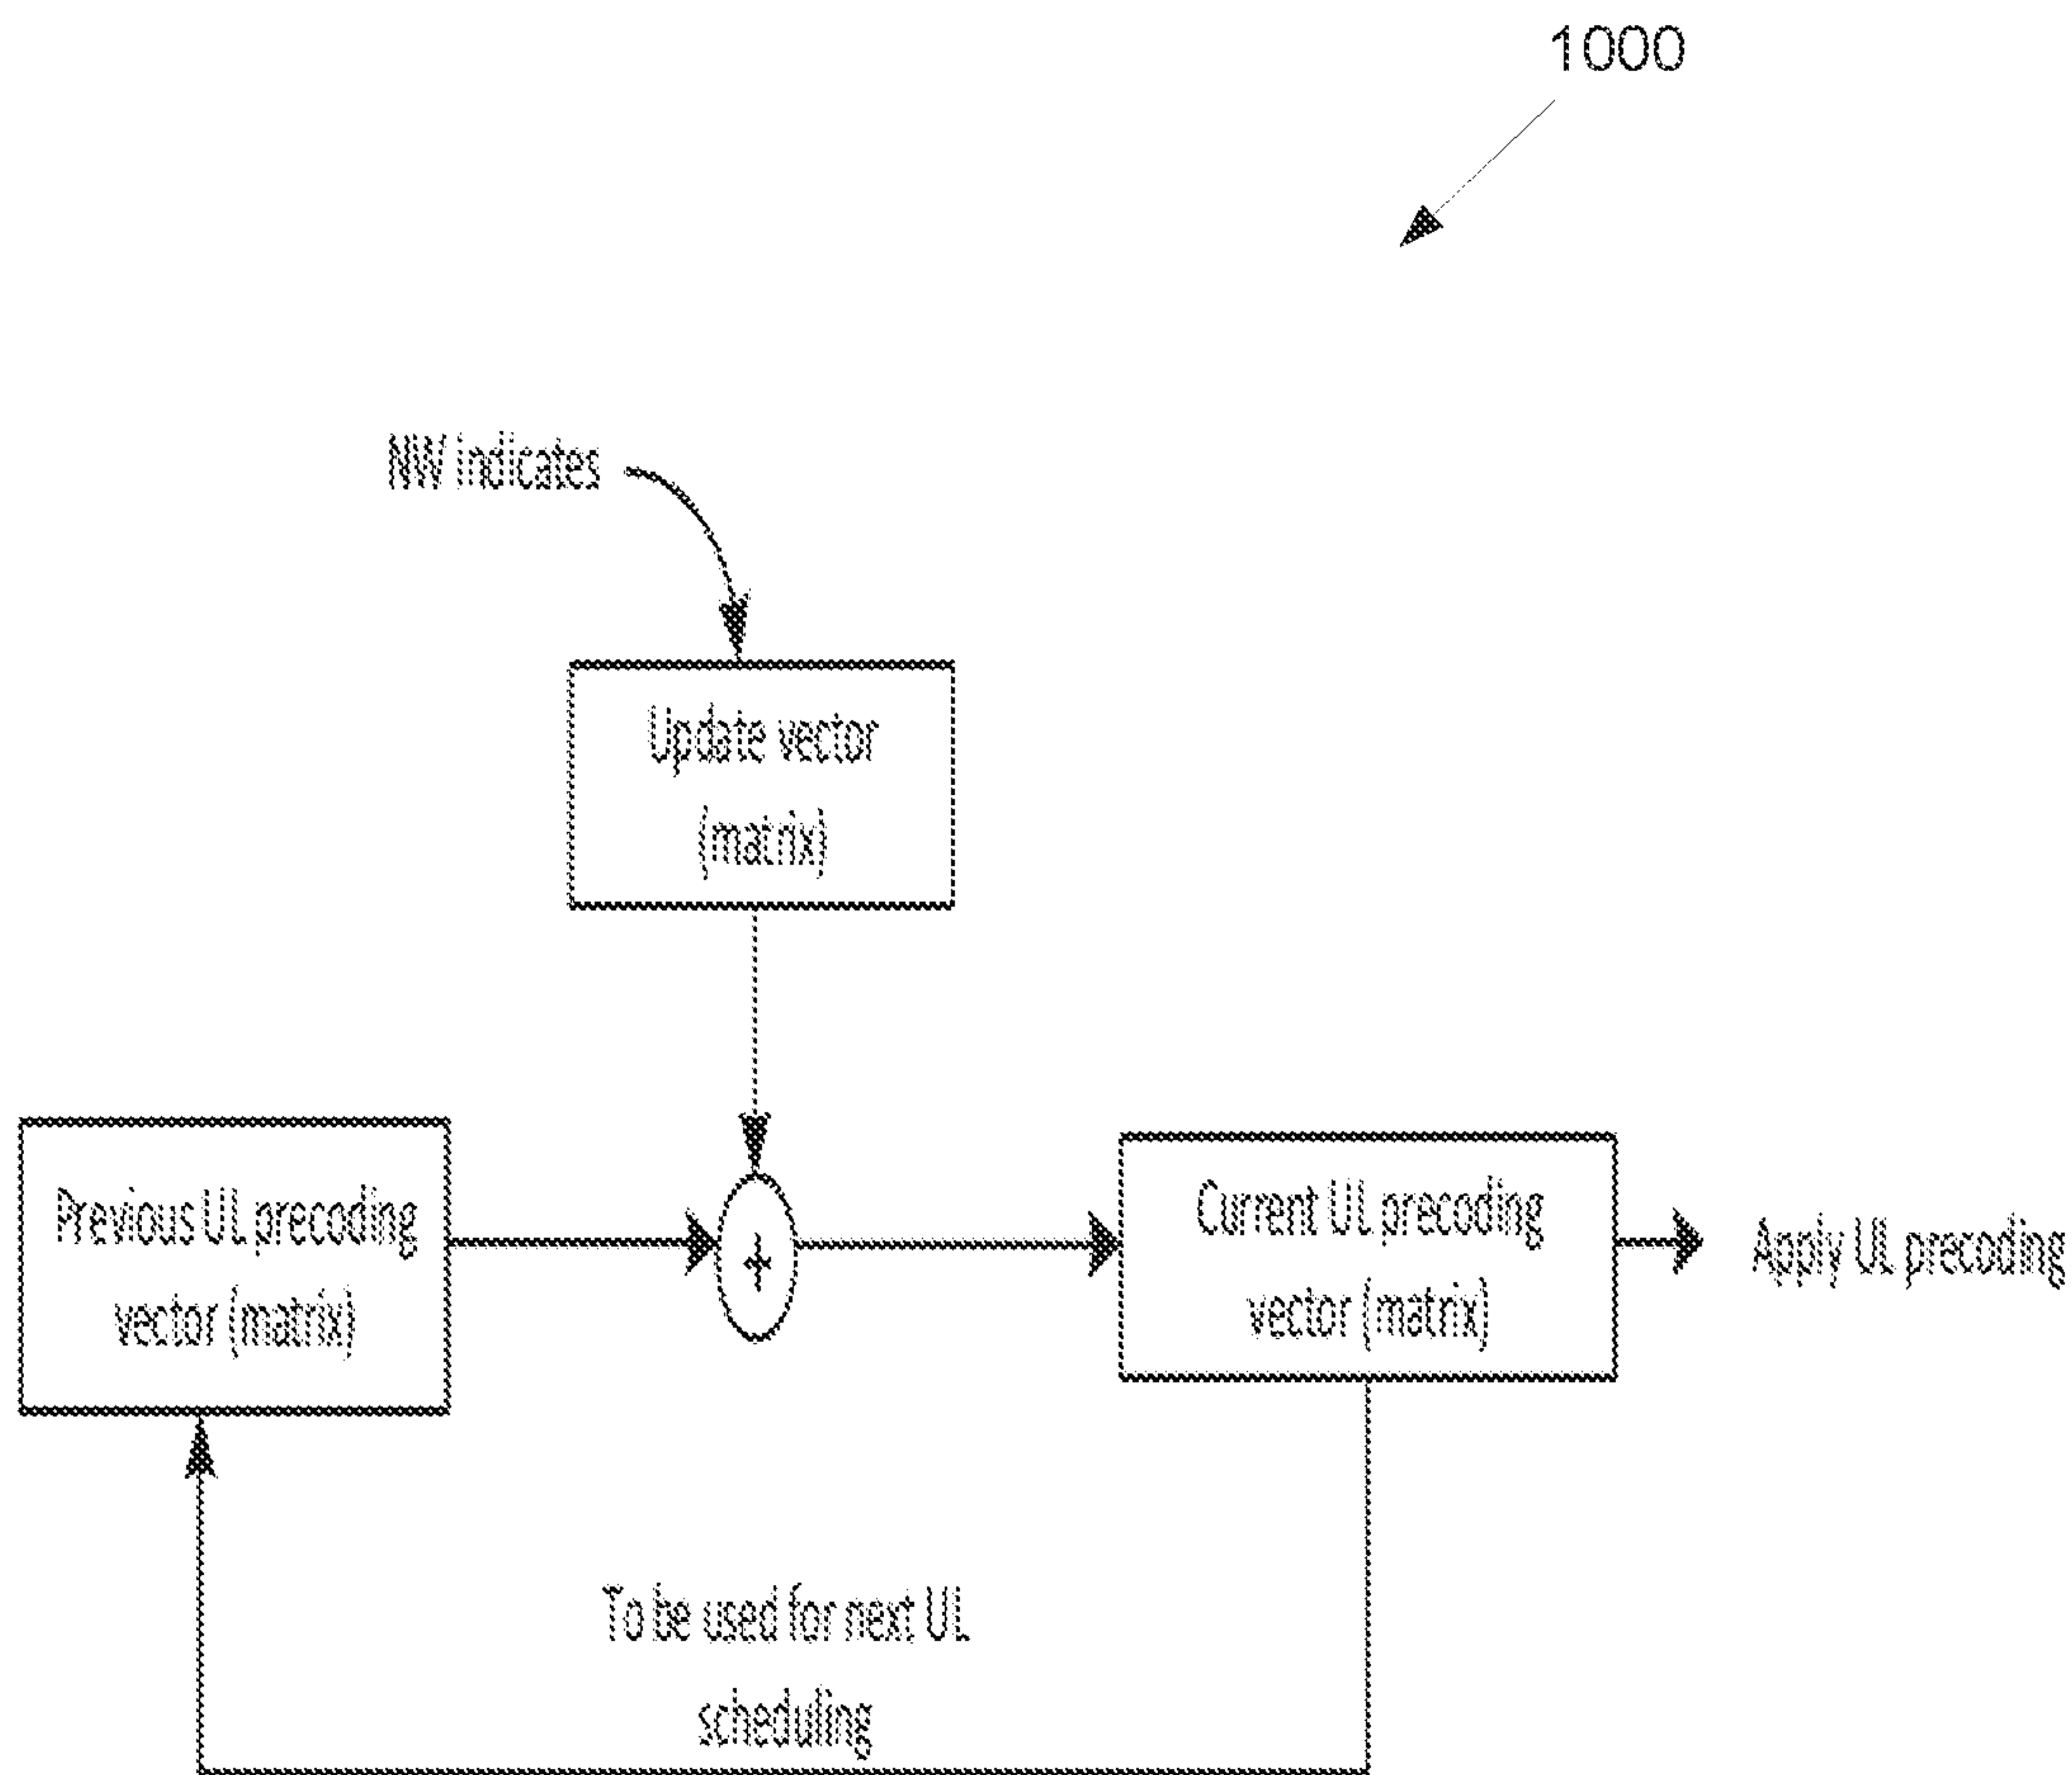 1000
NW indicates
Update vector
(matrix)
Previous UL precoding
vector (matrix)
+
Current UL precoding
vector (matrix)
Apply UL precoding
To be used for next UL
scheduling